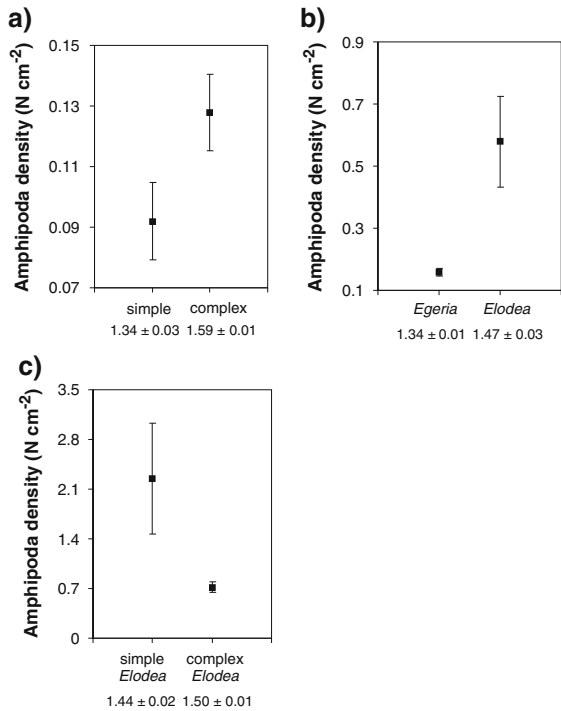 a)
Amphipoda density (N cm-2)
0.15
0.13
0.11
0.09
0.07
simple complex
1.34 ± 0.03 1.59 ± 0.01
b)
Amphipoda density (N cm-2)
0.9
0.7
0.5
0.3
0.1
Egeria Elodea
1.34 ± 0.01 1.47 ± 0.03
c)
Amphipoda density (N cm-2)
3.5
2.8
2.1
1.4
0.7
0
simple complex
Elodea Elodea
1.44 ± 0.02 1.50 ± 0.01